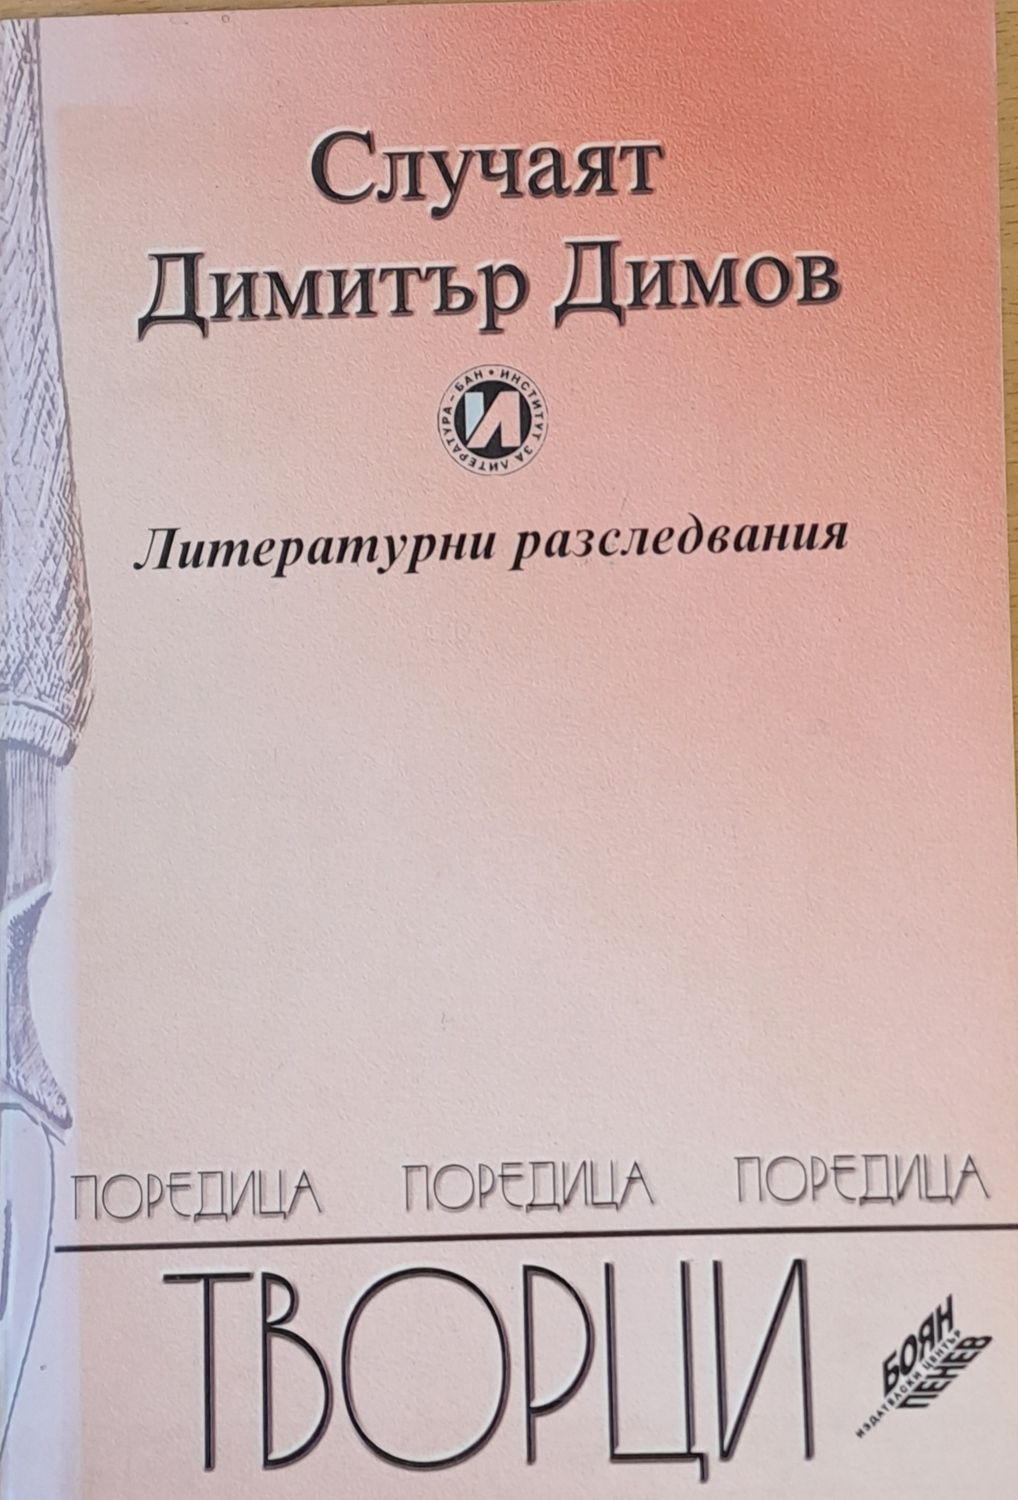 Случаят
Димитър Димов
ИНСТИТУТ ЗА ЛИТЕРАТУРА - БАН •
И
Литературни разследвания
ПОРЕДИЦА ПОРЕДИЦА ПОРЕДИЦА
ТВОРЦИ
БОЯН
ИЗДАТЕЛСКИ ЦЕНТЪР
ПЕНЕВ